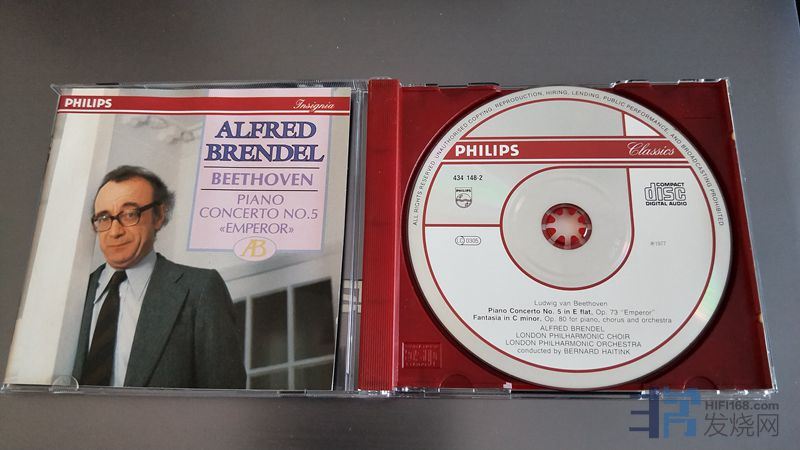 PHILIPS
Insignia
ALFRED
BRENDEL
BEETHOVEN
PIANO
CONCERTO NO.5
«EMPEROR»
AB
ALL RIGHTS RESERVED. UNAUTHORISED COPYING, REPRODUCTION, HIRING, LENDING, PUBLIC PERFORMANCE, AND BROADCASTING PROHIBITED
PHILIPS
Classics
434 148-2
PHILIPS
COMPACT
disc
DIGITAL AUDIO
LC 0305
℗ 1977
Ludwig van Beethoven
Piano Concerto No. 5 in E flat, Op. 73 "Emperor"
Fantasia in C minor, Op. 80 for piano, chorus and orchestra
ALFRED BRENDEL
LONDON PHILHARMONIC CHOIR
LONDON PHILHARMONIC ORCHESTRA
conducted by BERNARD HAITINK
HIFI168.com
发烧网